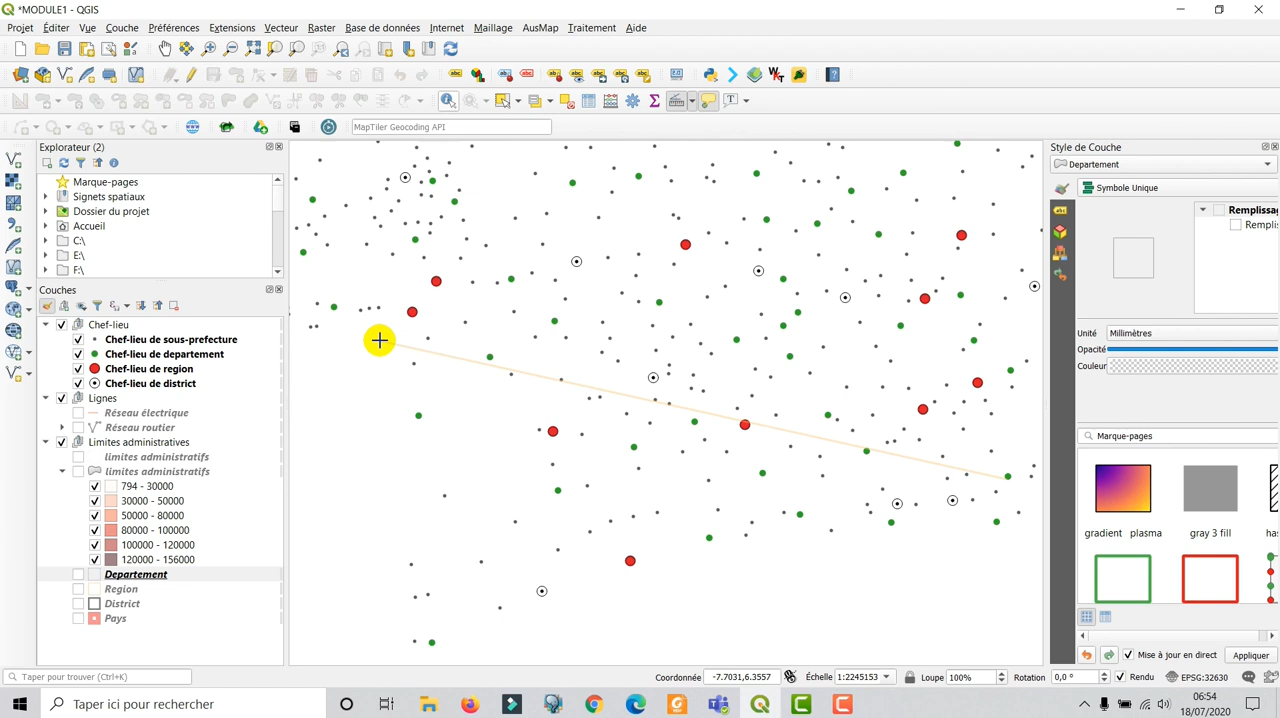 *MODULE1 - QGIS
Projet Éditer Vue Couche Préférences Extensions Vecteur Raster Base de données Internet Maillage AusMap Traitement Aide
MapTiler Geocoding API
Explorateur (2)
Marque-pages
Signets spatiaux
Dossier du projet
Accueil
C:\
E:\
F:\
Couches
Chef-lieu
Chef-lieu de sous-prefecture
Chef-lieu de departement
Chef-lieu de region
Chef-lieu de district
Lignes
Réseau électrique
Réseau routier
Limites administratives
limites administratifs
limites administratifs
794 - 30000
30000 - 50000
50000 - 80000
80000 - 100000
100000 - 120000
120000 - 156000
Departement
Region
District
Pays
Style de Couche
Departement
Symbole Unique
Remplissag
Remplis
Unité Millimètres
Opacité
Couleur
Marque-pages
gradient plasma gray 3 fill has
Mise à jour en direct Appliquer
Taper pour trouver (Ctrl+K) Coordonnée -7.7031,6.3557 Échelle 1:2245153 Loupe 100% Rotation 0,0 ° Rendu EPSG:32630
Taper ici pour rechercher
06:54
18/07/2020